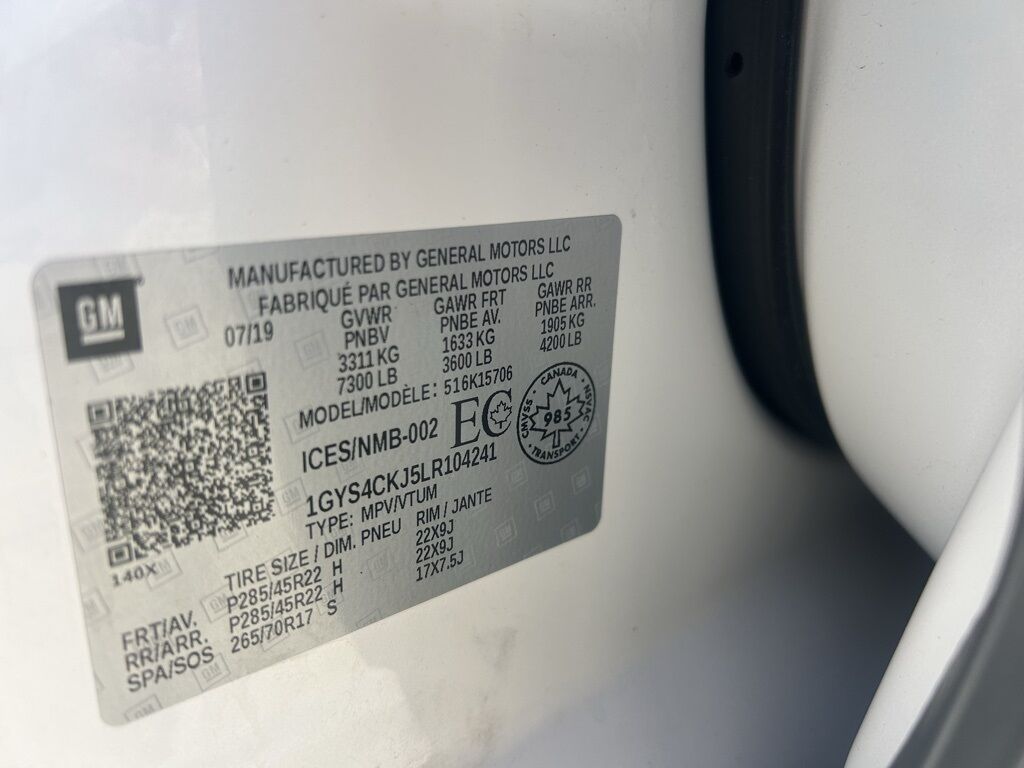 GM
MANUFACTURED BY GENERAL MOTORS LLC
FABRIQUÉ PAR GENERAL MOTORS LLC
07/19
GVWR
PNBV
3311 KG
7300 LB
GAWR FRT
PNBE AV.
1633 KG
3600 LB
GAWR RR
PNBE ARR.
1905 KG
4200 LB
MODEL/MODÈLE: 516K15706
ICES/NMB-002
EC
CANADA
CMVSS
NSVAC
985
TRANSPORT
1GYS4CKJ5LR104241
TYPE: MPV/VTUM
140X
TIRE SIZE / DIM. PNEU RIM / JANTE
FRT/AV. P285/45R22 H 22X9J
RR/ARR. P285/45R22 H 22X9J
SPA/SOS 265/70R17 S 17X7.5J